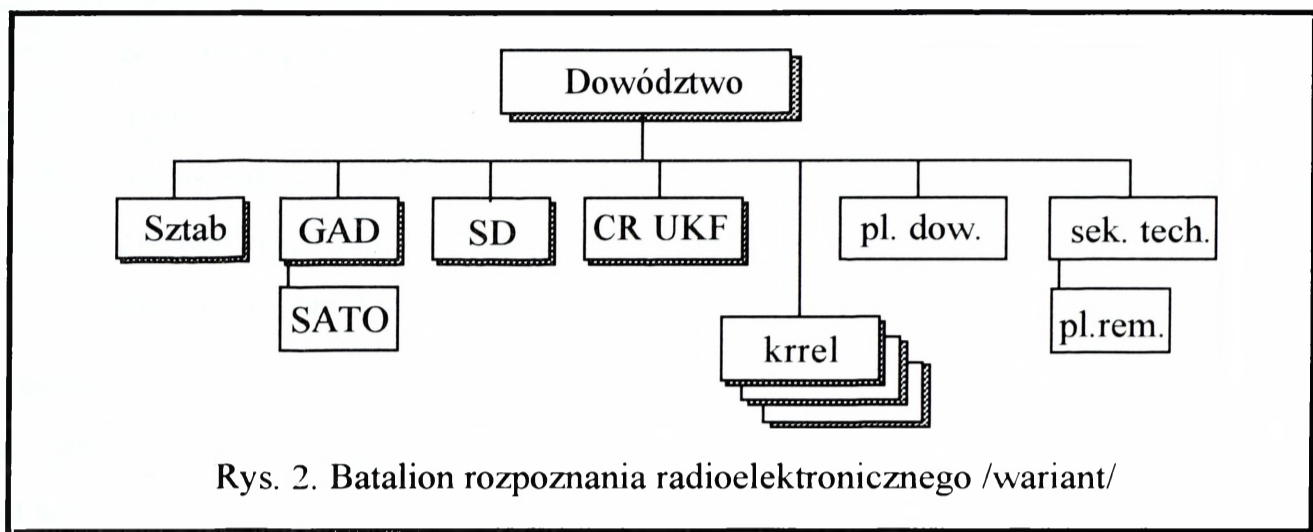 Dowództwo
Sztab
GAD
SD
CR UKF
pl. dow.
sek. tech.
SATO
pl.rem.
krrel
Rys. 2. Batalion rozpoznania radioelektronicznego /wariant/